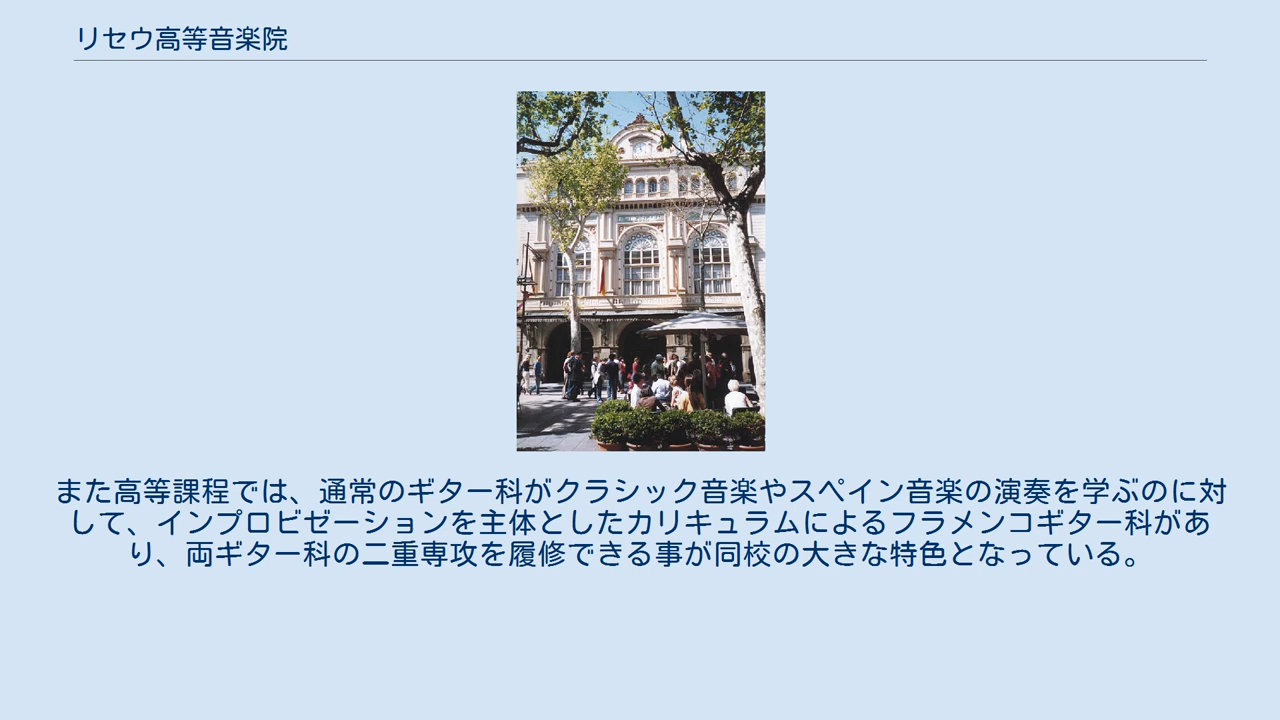 リセウ高等音楽院
また高等課程では、通常のギター科がクラシック音楽やスペイン音楽の演奏を学ぶのに対
して、インプロビゼーションを主体としたカリキュラムによるフラメンコギター科があ
り、両ギター科の二重専攻を履修できる事が同校の大きな特色となっている。